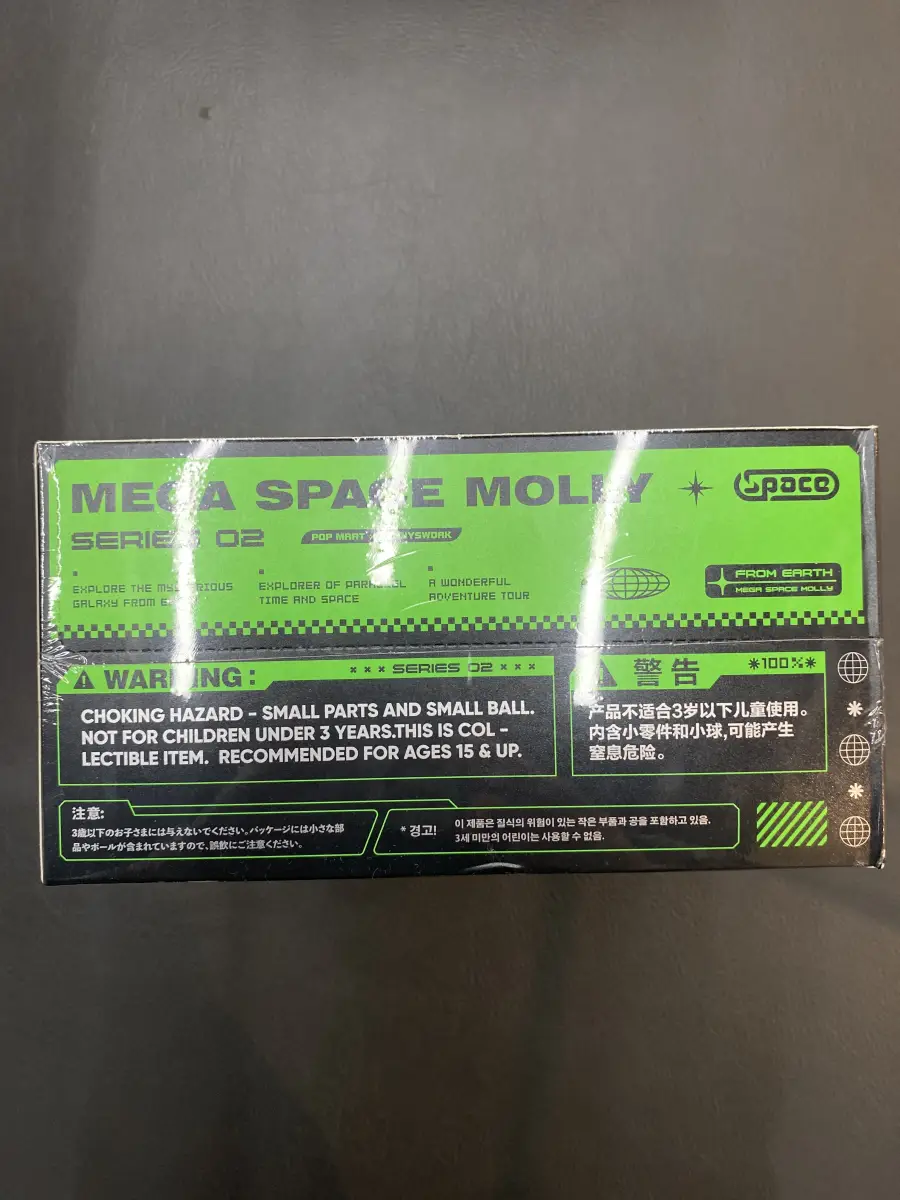 MEGA SPACE MOLLY
Space
SERIES 02
POP MART
EXPLORE THE MYSTERIOUS
GALAXY FROM
EXPLORER OF PARALLEL
TIME AND SPACE
A WONDERFUL
ADVENTURE TOUR
FROM EARTH
MEGA SPACE MOLLY
WARNING:
××× SERIES 02 ×××
CHOKING HAZARD – SMALL PARTS AND SMALL BALL.
NOT FOR CHILDREN UNDER 3 YEARS.THIS IS COL –
LECTIBLE ITEM. RECOMMENDED FOR AGES 15 & UP.
警告
*100%*
产品不适合3岁以下儿童使用。
内含小零件和小球,可能产生
窒息危险。
注意:
3歳以下のお子さまには与えないでください。パッケージには小さな部
品やボールが含まれていますので、誤飲にご注意ください。
* 경고!
이 제품은 질식의 위험이 있는 작은 부품과 공을 포함하고 있음.
3세 미만의 어린이는 사용할 수 없음.